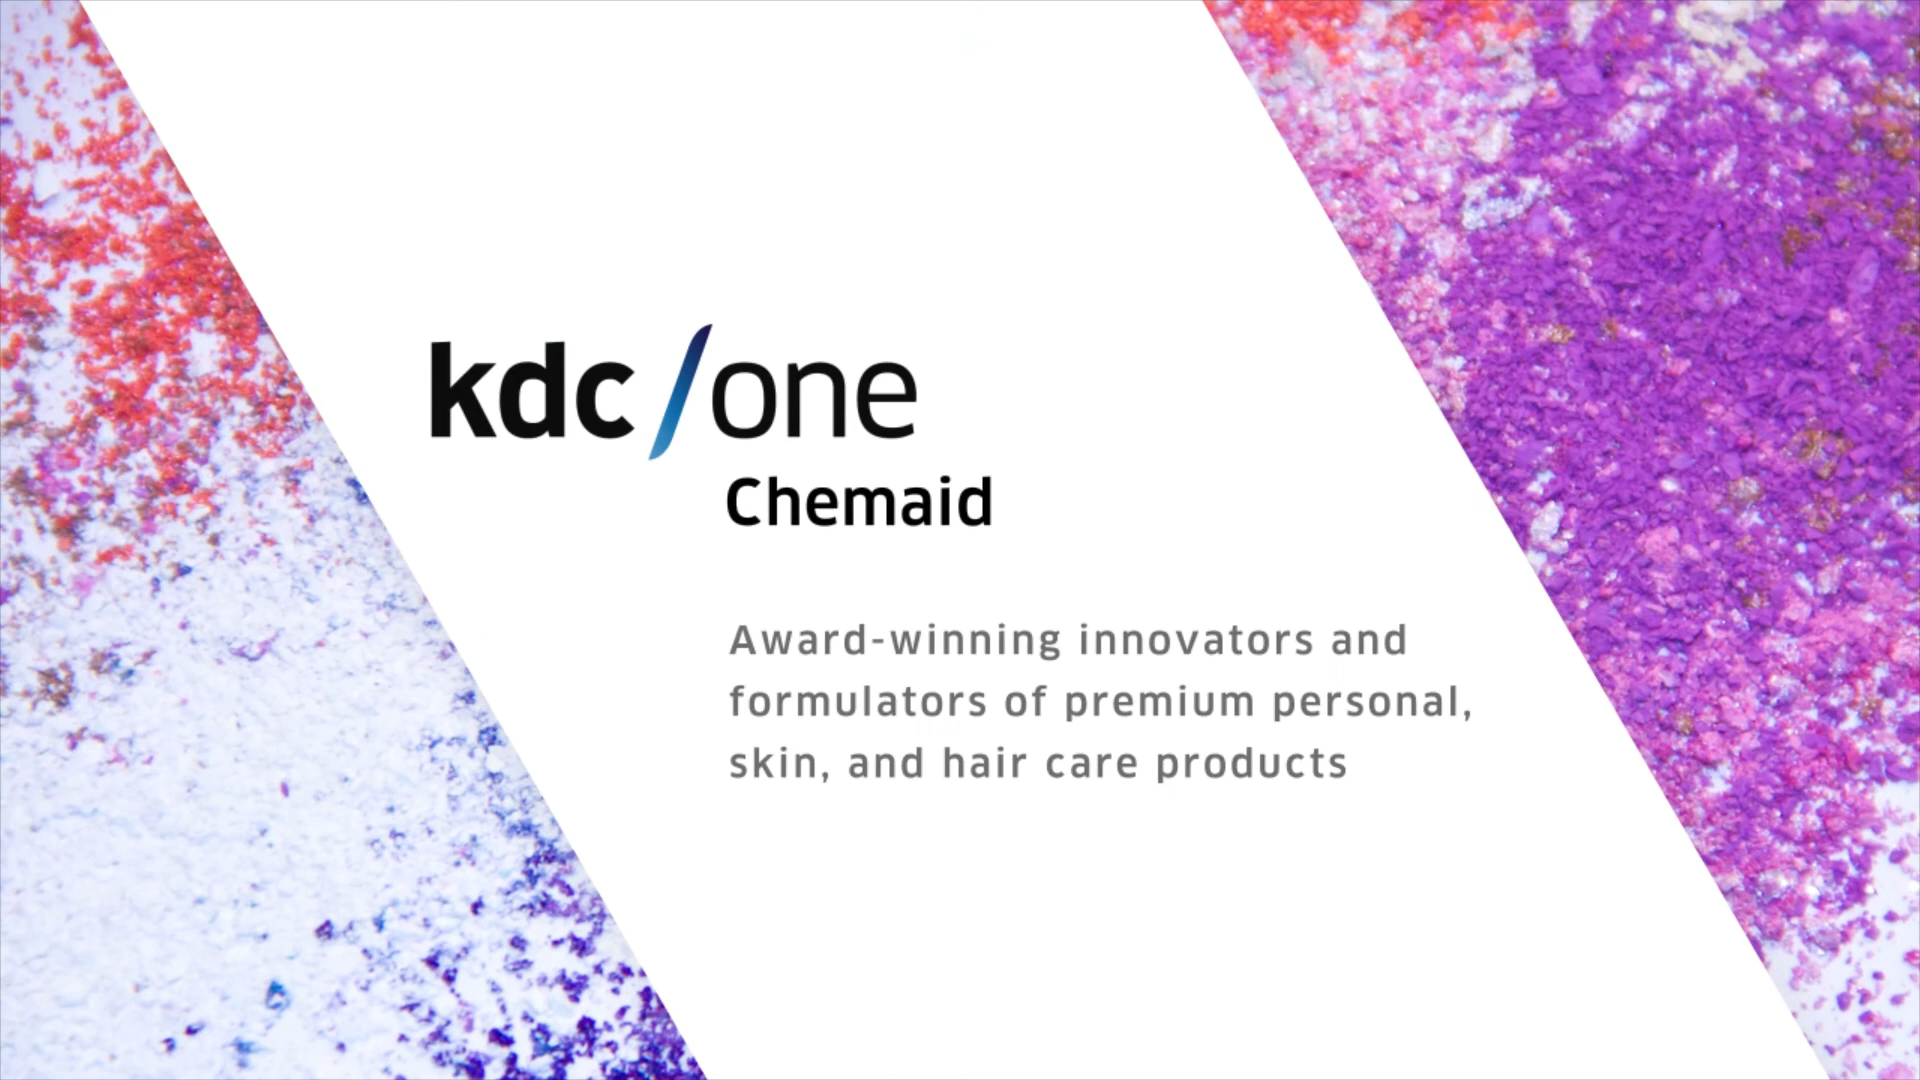 kdc/one
Chemaid
Award-winning innovators and
formulators of premium personal,
skin, and hair care products